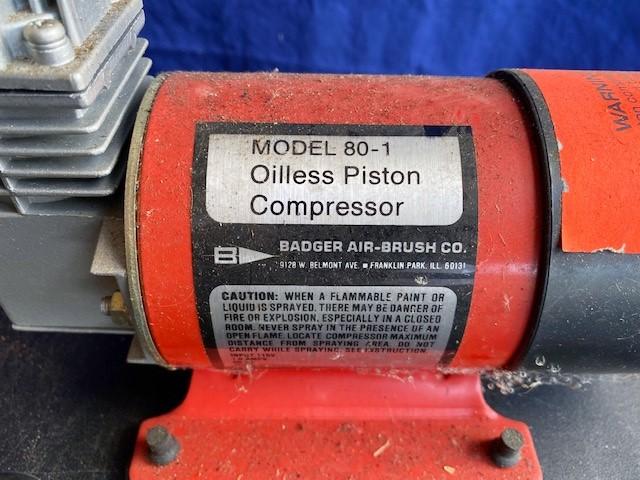 MODEL 80-1
Oilless Piston
Compressor
B
BADGER AIR-BRUSH CO.
9128 W. BELMONT AVE. ■ FRANKLIN PARK, ILL. 60131
CAUTION: WHEN A FLAMMABLE PAINT OR
LIQUID IS SPRAYED, THERE MAY BE DANGER OF
FIRE OR EXPLOSION, ESPECIALLY IN A CLOSED
ROOM. NEVER SPRAY IN THE PRESENCE OF AN
OPEN FLAME. LOCATE COMPRESSOR MAXIMUM
DISTANCE FROM SPRAYING AREA. DO NOT
CARRY WHILE SPRAYING. SEE INSTRUCTION.
INPUT 115V
AMPS